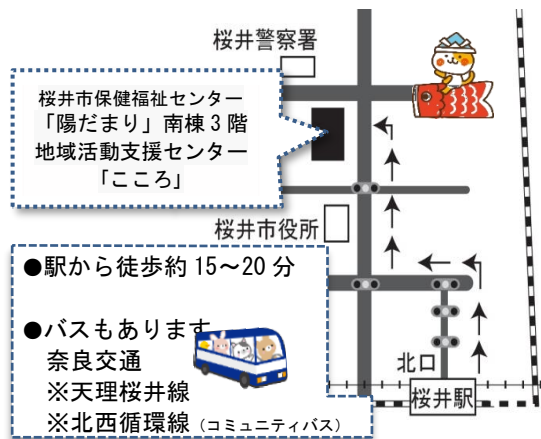 桜井警察署
桜井市保健福祉センター
「陽だまり」南棟3階
地域活動支援センター
「こころ」
桜井市役所
●駅から徒歩約15～20分
●バスもあります
奈良交通
※天理桜井線
※北西循環線（コミュニティバス）
北口
桜井駅